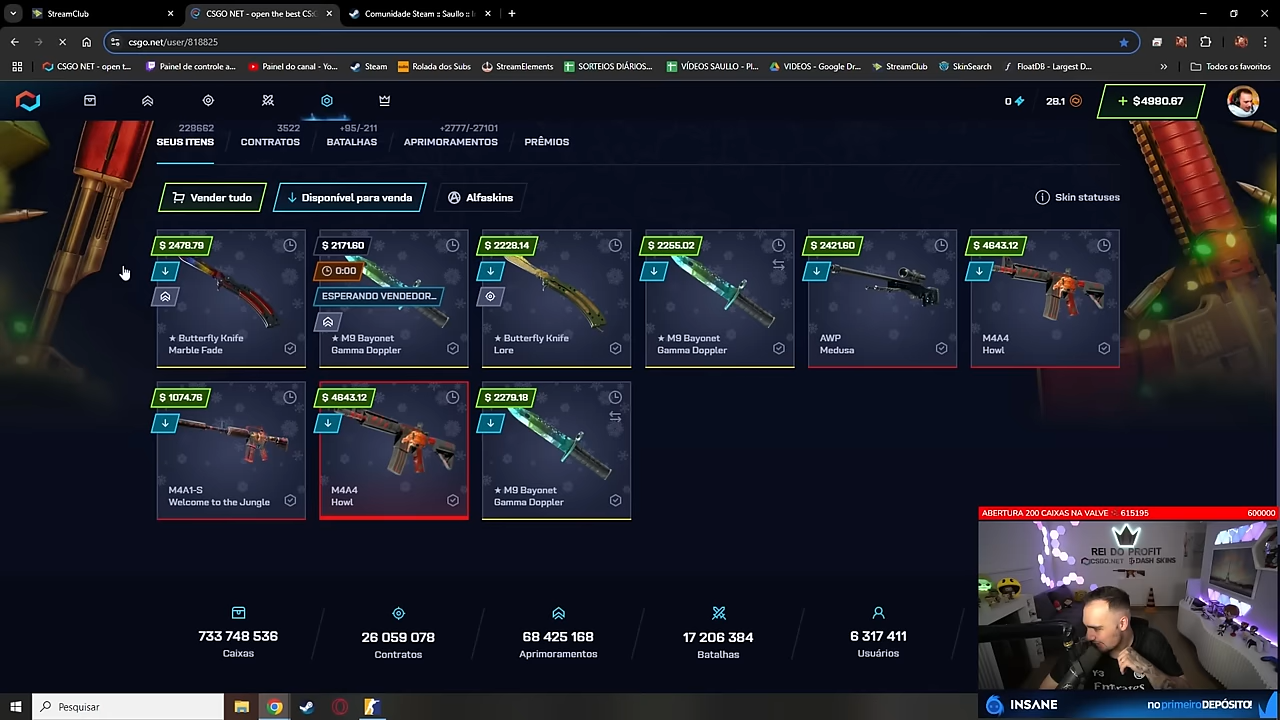 StreamClub
CSGO NET - open the best CS:
Comunidade Steam :: Saullo ::
csgo.net/user/818825
CSGO NET - open t...
Painel de controle a...
Painel do canal - Yo...
Steam
Rolada dos Subs
StreamElements
SORTEIOS DIÁRIOS...
VÍDEOS SAULLO - Pl...
VIDEOS - Google Dr...
StreamClub
SkinSearch
FloatDB - Largest D...
Todos os favoritos
0
28.1
+ $4980.67
228662
SEUS ITENS
3522
CONTRATOS
+95/-211
BATALHAS
+2777/-27101
APRIMORAMENTOS
PRÊMIOS
Vender tudo
Disponível para venda
Alfaskins
Skin statuses
$ 2478.79
★ Butterfly Knife
Marble Fade
$ 2171.60
0:00
ESPERANDO VENDEDOR...
★ M9 Bayonet
Gamma Doppler
$ 2228.14
★ Butterfly Knife
Lore
$ 2255.02
★ M9 Bayonet
Gamma Doppler
$ 2421.60
AWP
Medusa
$ 4643.12
M4A4
Howl
$ 1074.76
M4A1-S
Welcome to the Jungle
$ 4643.12
M4A4
Howl
$ 2279.18
★ M9 Bayonet
Gamma Doppler
733 748 536
Caixas
26 059 078
Contratos
68 425 168
Aprimoramentos
17 206 384
Batalhas
6 317 411
Usuários
ABERTURA 200 CAIXAS NA VALVE
615195
600000
REI DO PROFIT
CSGO.NET
DASH SKINS
Y-3
Emirates
INSANE
no primeiro DEPÓSITO!
Pesquisar